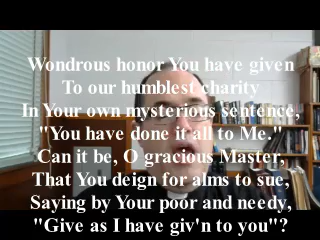 Wondrous honor You have given
To our humblest charity
In Your own mysterious sentence,
"You have done it all to Me."
Can it be, O gracious Master,
That You deign for alms to sue,
Saying by Your poor and needy,
"Give as I have giv'n to you"?